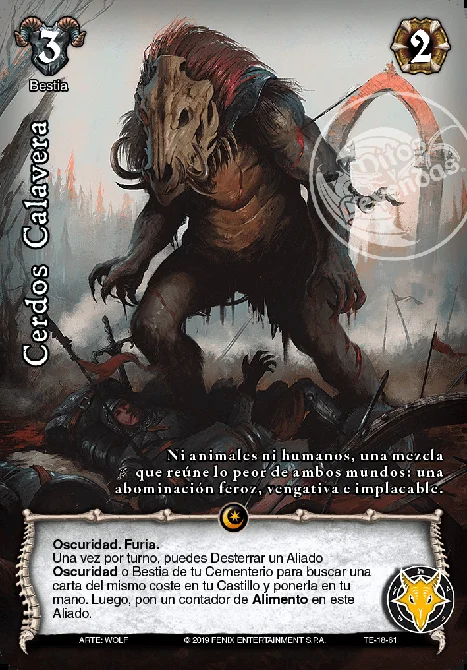 3
Bestia
2
Cerdos Calavera
Mitos
Leyendas
Ni animales ni humanos, una mezcla
que reúne lo peor de ambos mundos: una
abominación feroz, vengativa e implacable.
Oscuridad. Furia.
Una vez por turno, puedes Desterrar un Aliado
Oscuridad o Bestia de tu Cementerio para buscar una
carta del mismo coste en tu Castillo y ponerla en tu
mano. Luego, pon un contador de Alimento en este
Aliado.
ARTE: WOLF
© 2019 FENIX ENTERTAINMENT S.P.A.
TE-18-61